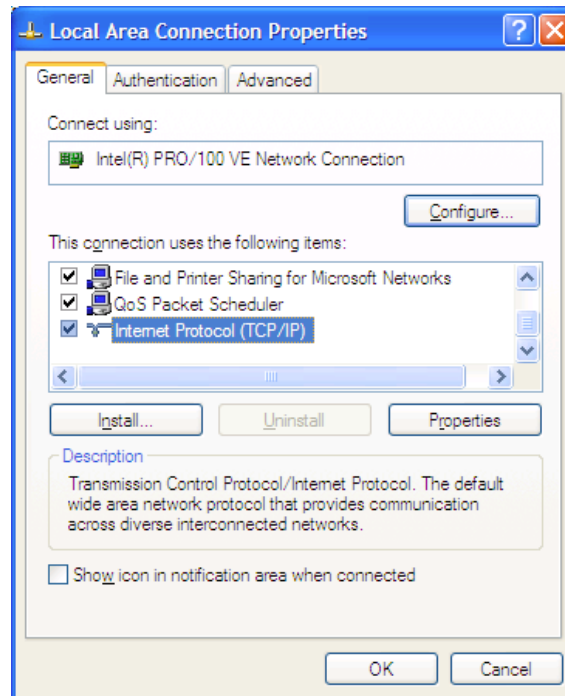 Local Area Connection Properties
General Authentication Advanced
Connect using:
Intel(R) PRO/100 VE Network Connection
Configure...
This connection uses the following items:
File and Printer Sharing for Microsoft Networks
QoS Packet Scheduler
Internet Protocol (TCP/IP)
Install... Uninstall Properties
Description
Transmission Control Protocol/Internet Protocol. The default
wide area network protocol that provides communication
across diverse interconnected networks.
Show icon in notification area when connected
OK Cancel